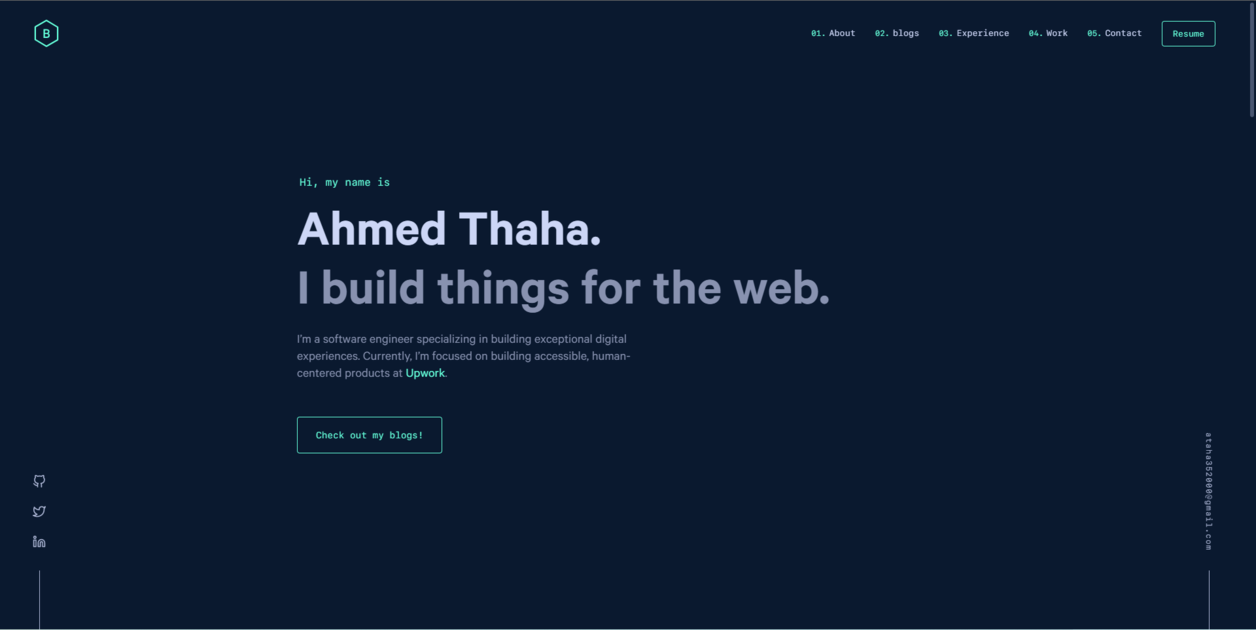 B
01. About
02. blogs
03. Experience
04. Work
05. Contact
Resume
Hi, my name is
Ahmed Thaha.
I build things for the web.
I'm a software engineer specializing in building exceptional digital
experiences. Currently, I'm focused on building accessible, human-
centered products at Upwork.
Check out my blogs!
in
ataha352000@gmail.com